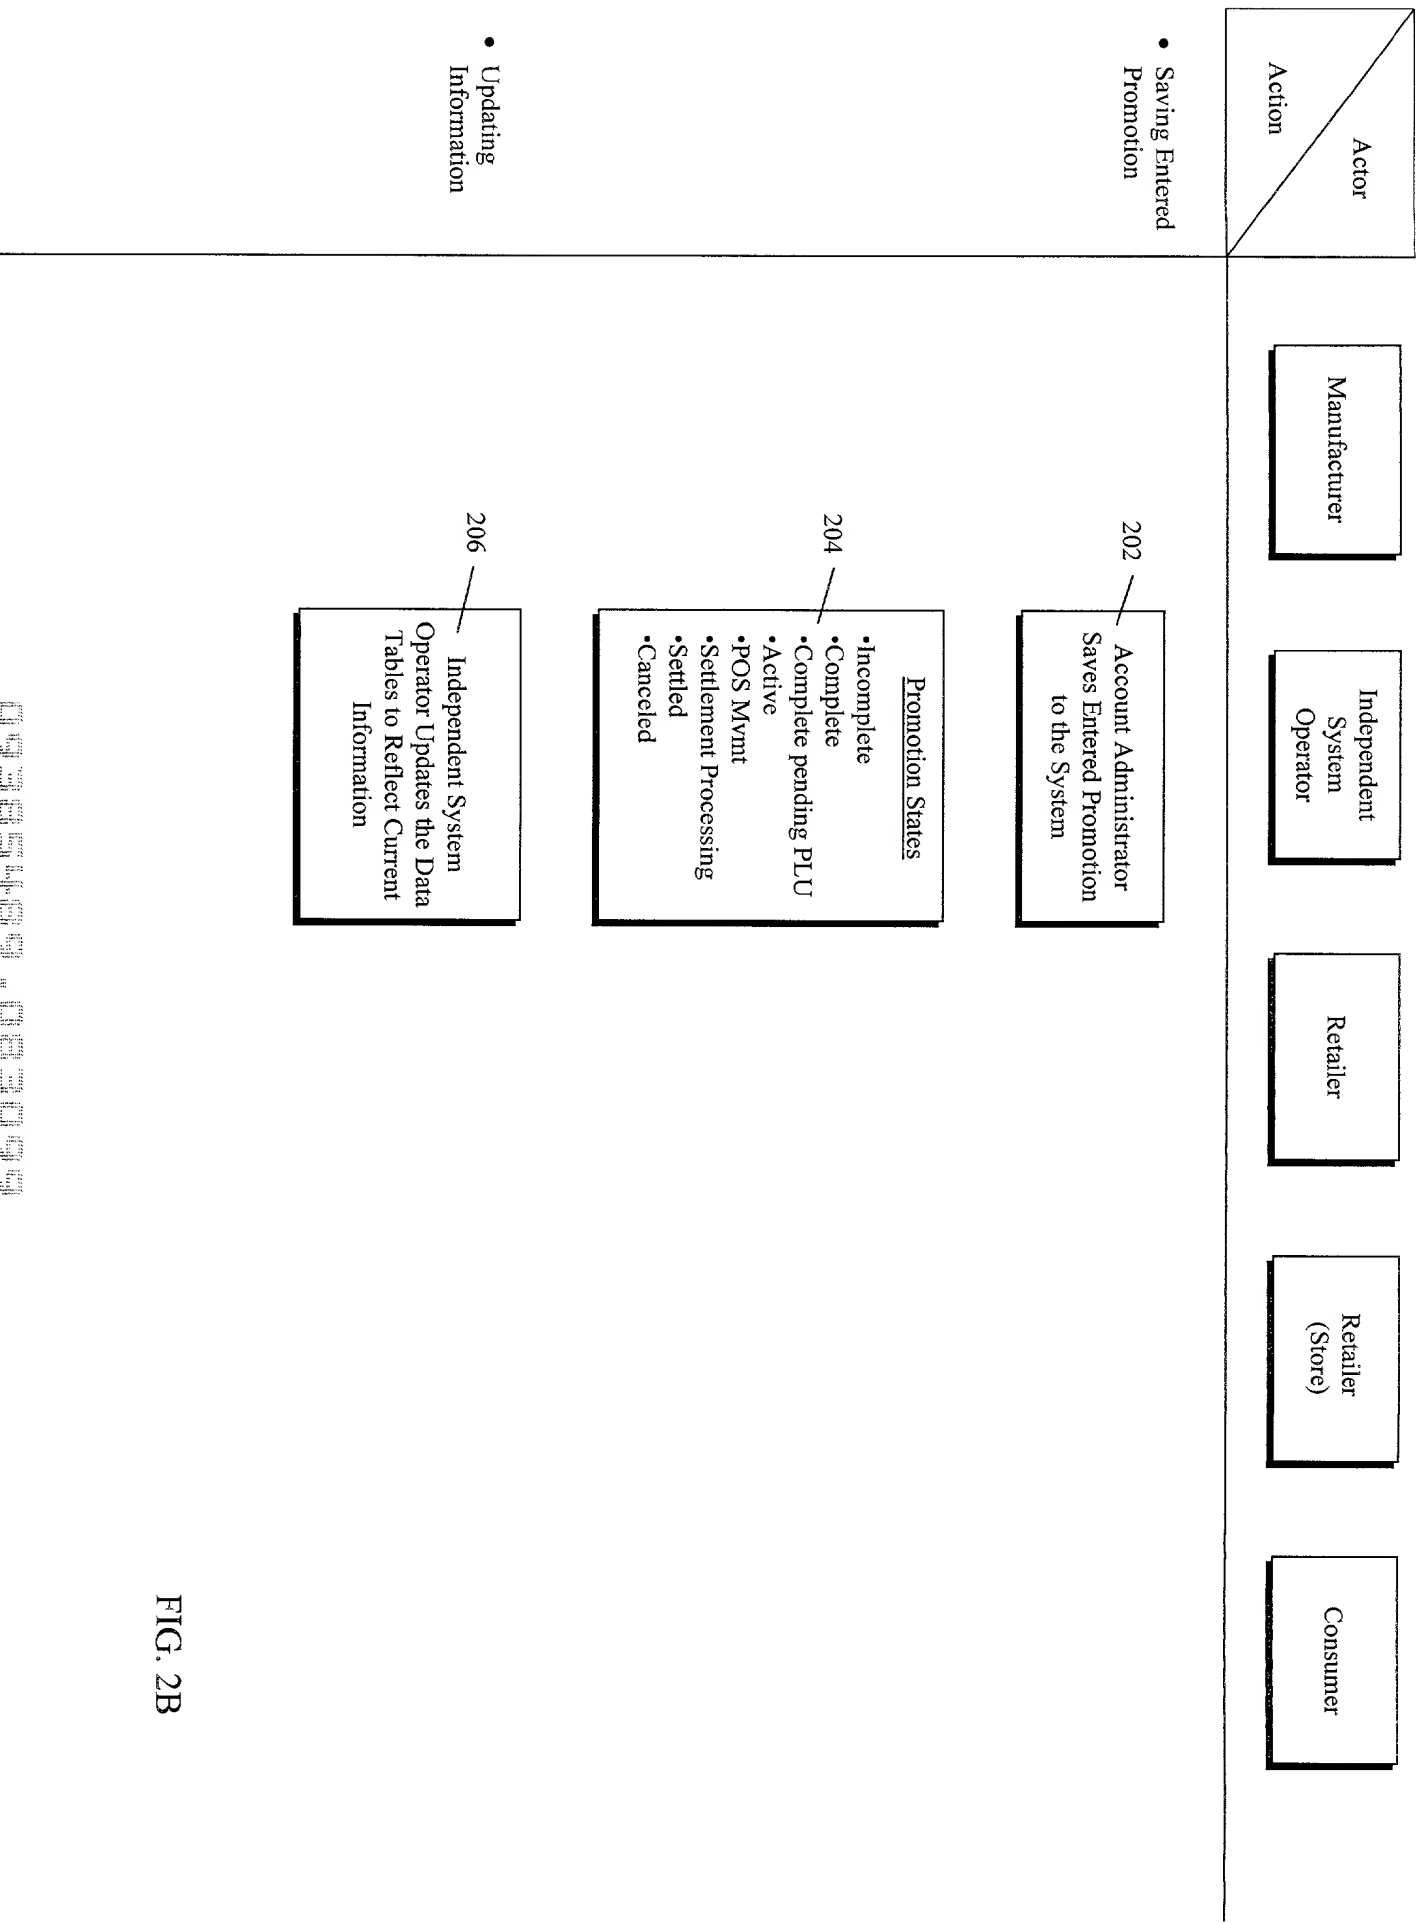 Actor
Action
Manufacturer
Independent
System
Operator
Retailer
Retailer
(Store)
Consumer
• Saving Entered
Promotion
202
Account Administrator
Saves Entered Promotion
to the System
204
Promotion States
•Incomplete
•Complete
•Complete pending PLU
•Active
•POS Mvmt
•Settlement Processing
•Settled
•Canceled
• Updating
Information
206
Independent System
Operator Updates the Data
Tables to Reflect Current
Information
FIG. 2B